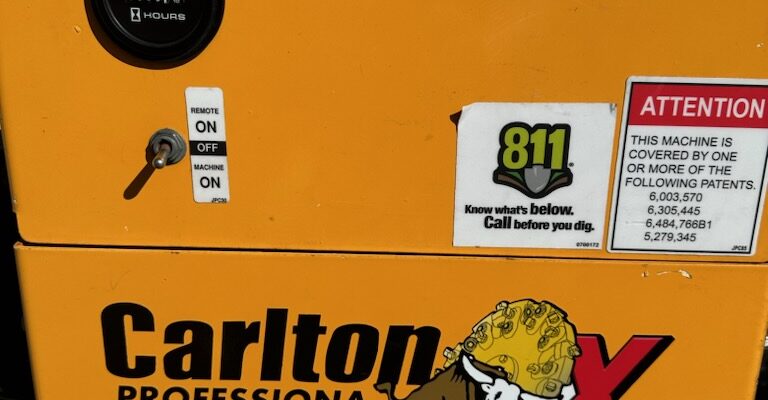 HOURS
REMOTE
ON
OFF
MACHINE
ON
JPC30
811
Know what's below.
Call before you dig.
0700172
ATTENTION
THIS MACHINE IS
COVERED BY ONE
OR MORE OF THE
FOLLOWING PATENTS.
6,003,570
6,305,445
6,484,766B1
5,279,345
JPC85
Carlton
PROFESSIONA
X